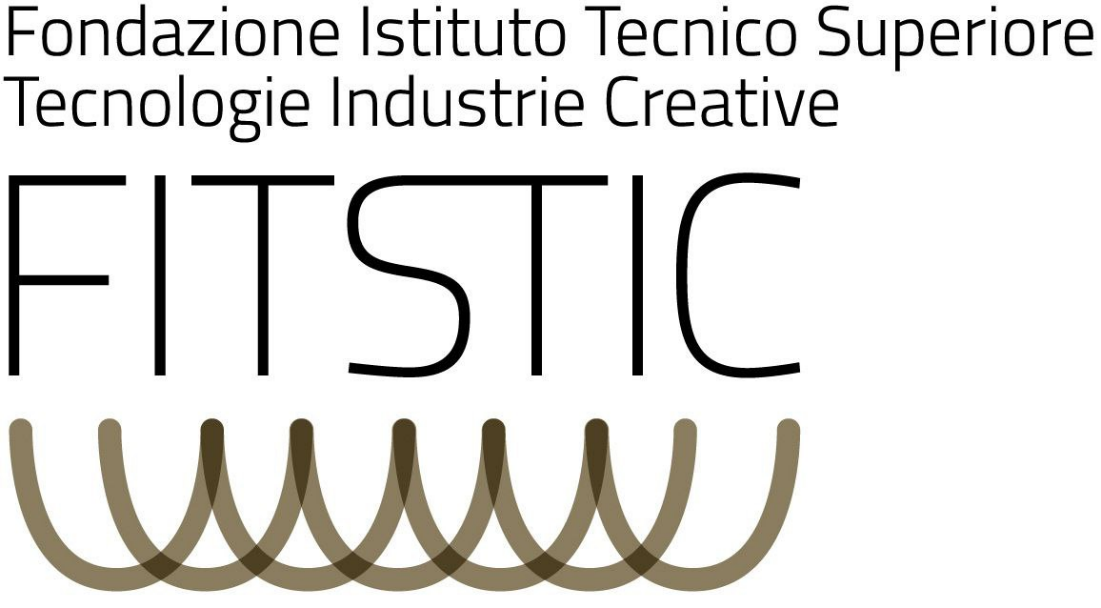 Fondazione Istituto Tecnico Superiore
Tecnologie Industrie Creative
FITSTIC